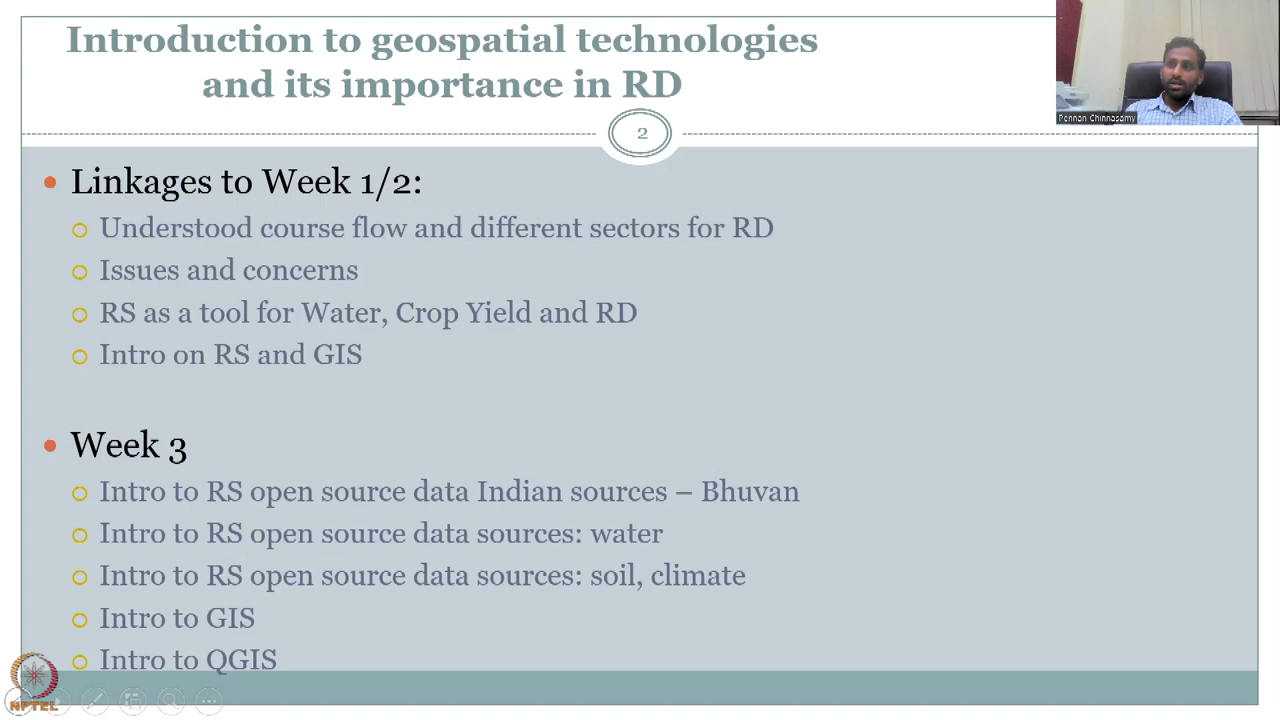 Introduction to geospatial technologies
and its importance in RD
Pennan Chinnasamy
2
Linkages to Week 1/2:
Understood course flow and different sectors for RD
Issues and concerns
RS as a tool for Water, Crop Yield and RD
Intro on RS and GIS
Week 3
Intro to RS open source data Indian sources – Bhuvan
Intro to RS open source data sources: water
Intro to RS open source data sources: soil, climate
Intro to GIS
Intro to QGIS
NPTEL